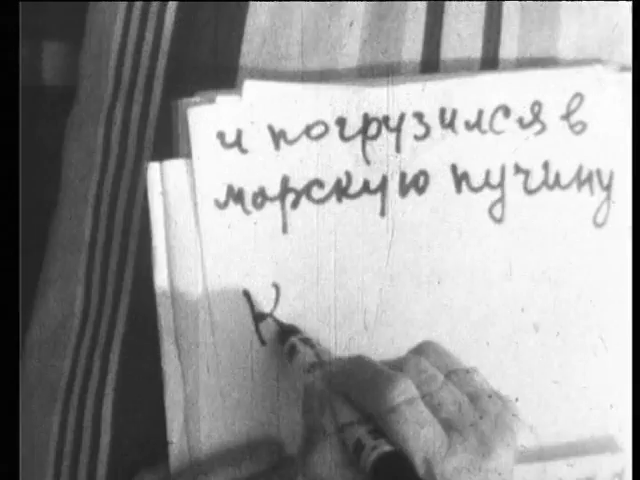 и погрузился в
морскую пучину